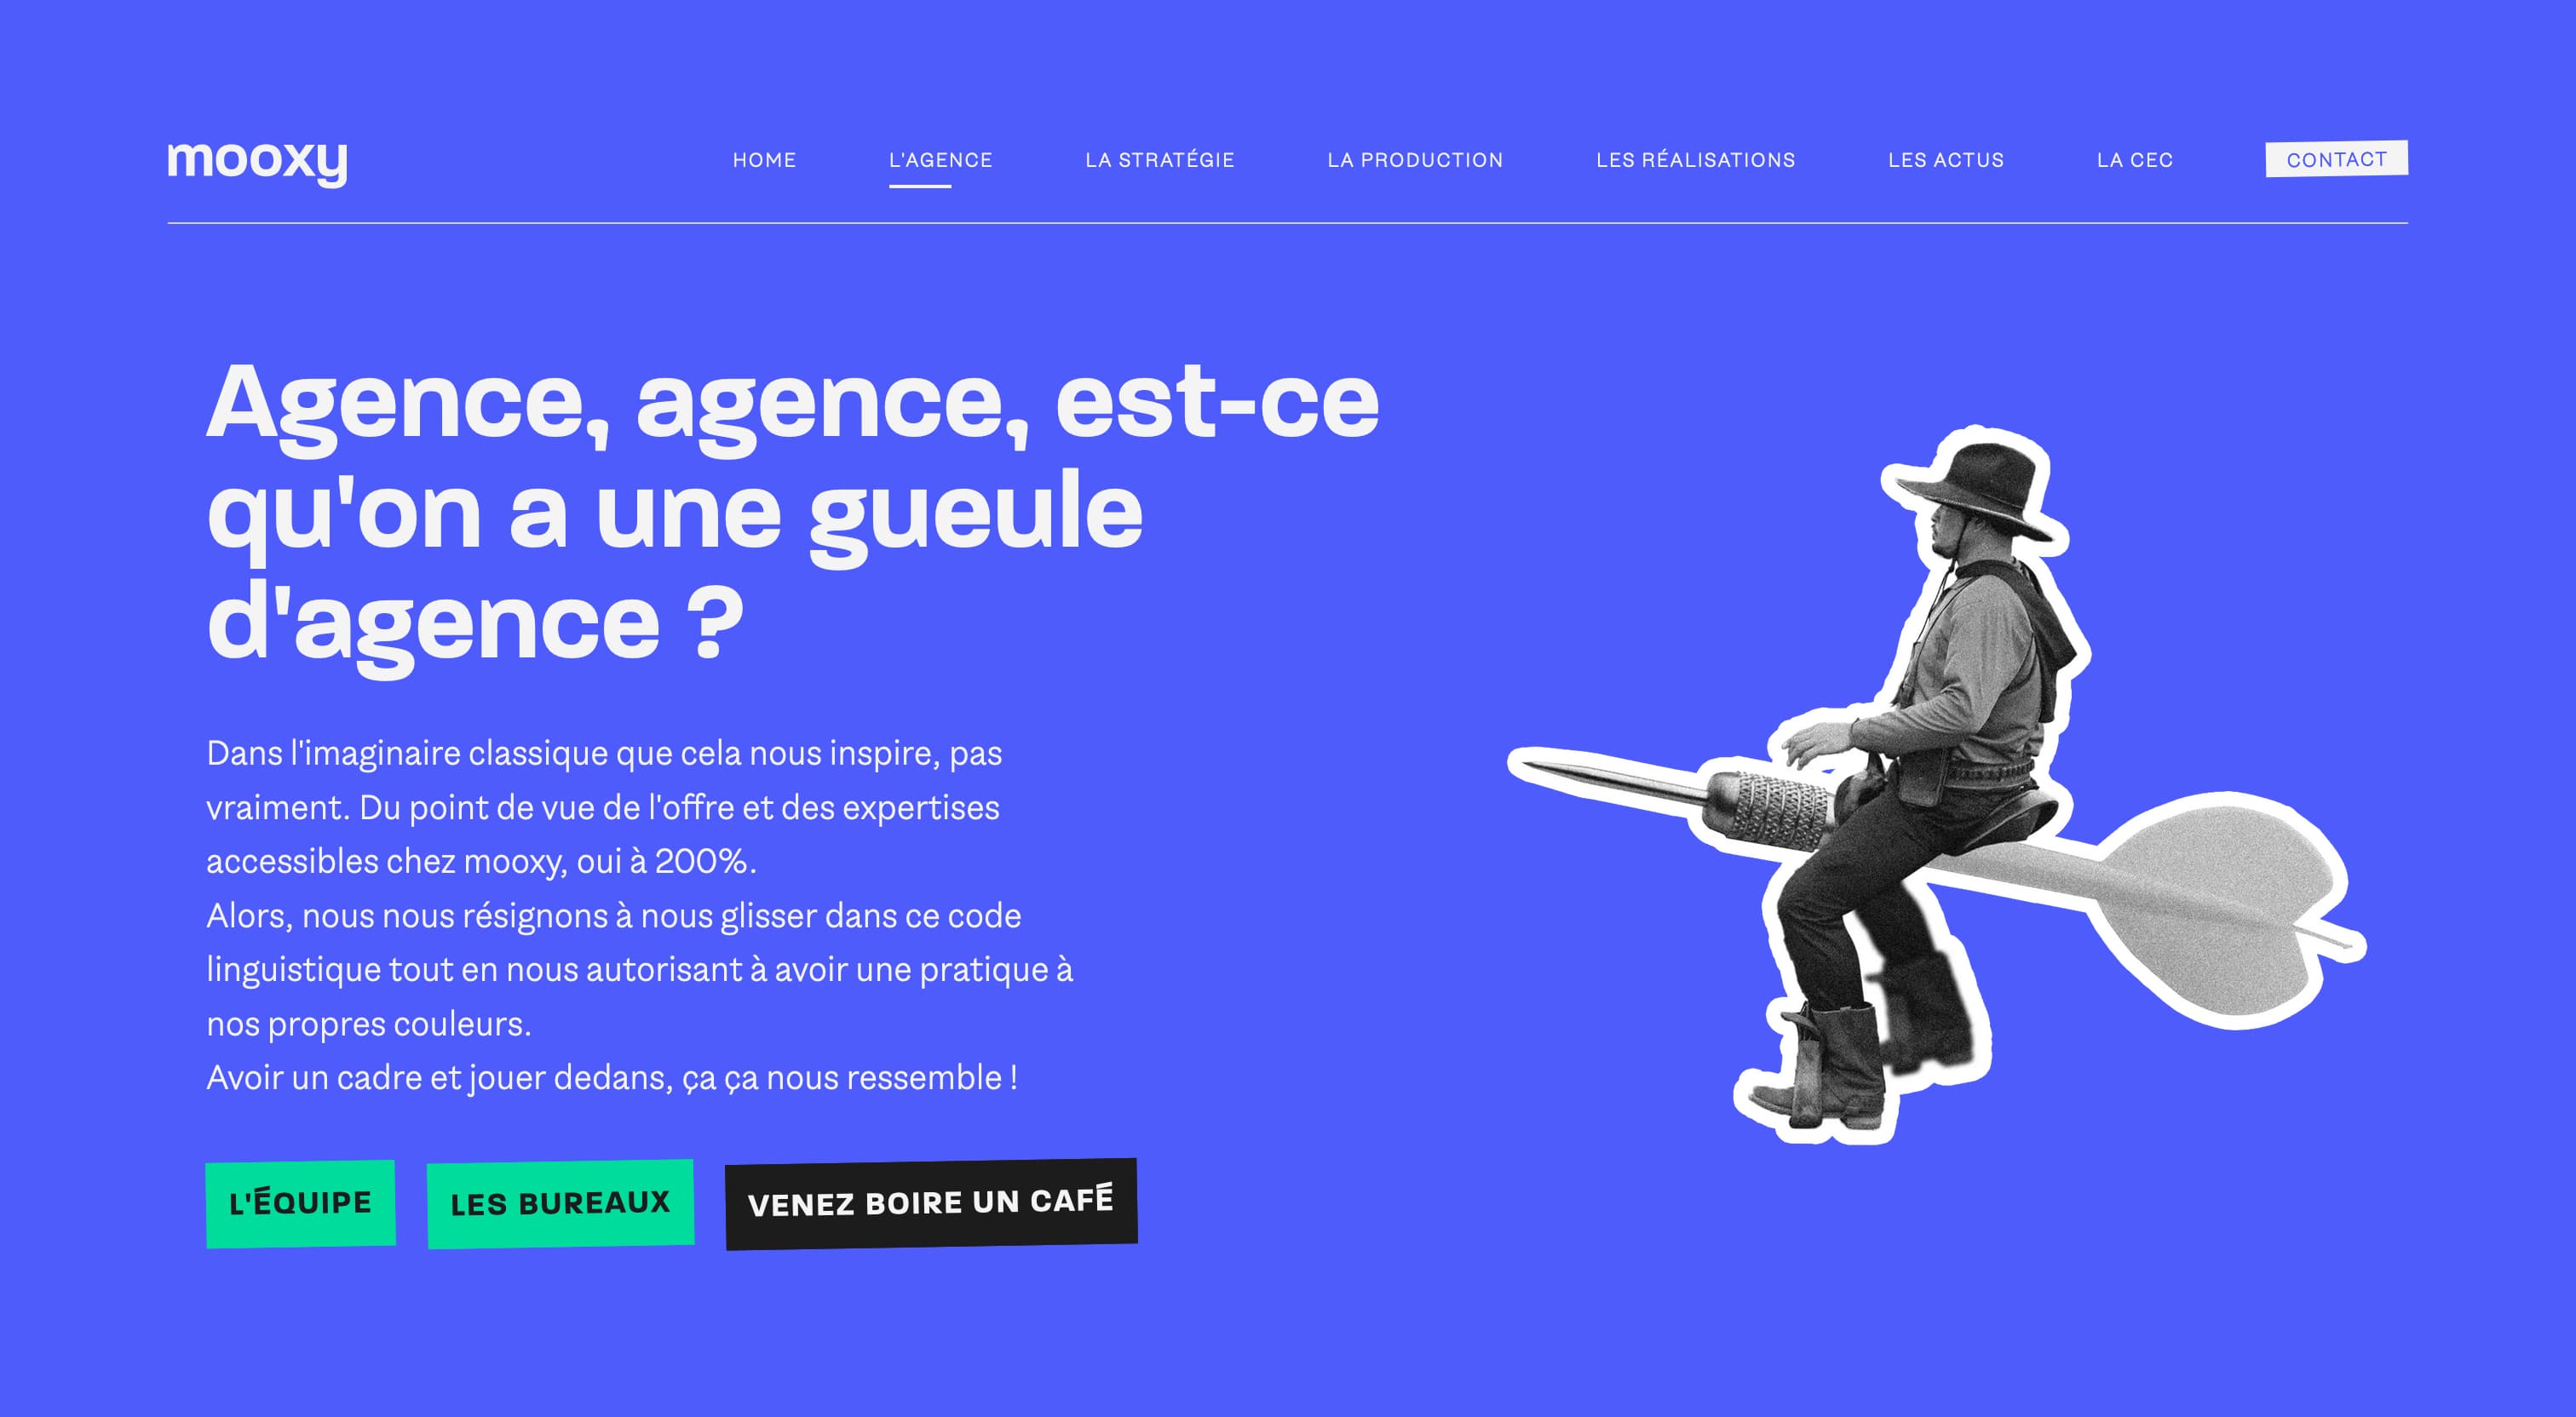 mooxy
HOME
L'AGENCE
LA STRATÉGIE
LA PRODUCTION
LES RÉALISATIONS
LES ACTUS
LA CEC
CONTACT
Agence, agence, est-ce
qu'on a une gueule
d'agence ?
Dans l'imaginaire classique que cela nous inspire, pas
vraiment. Du point de vue de l'offre et des expertises
accessibles chez mooxy, oui à 200%.
Alors, nous nous résignons à nous glisser dans ce code
linguistique tout en nous autorisant à avoir une pratique à
nos propres couleurs.
Avoir un cadre et jouer dedans, ça ça nous ressemble !
L'ÉQUIPE
LES BUREAUX
VENEZ BOIRE UN CAFÉ